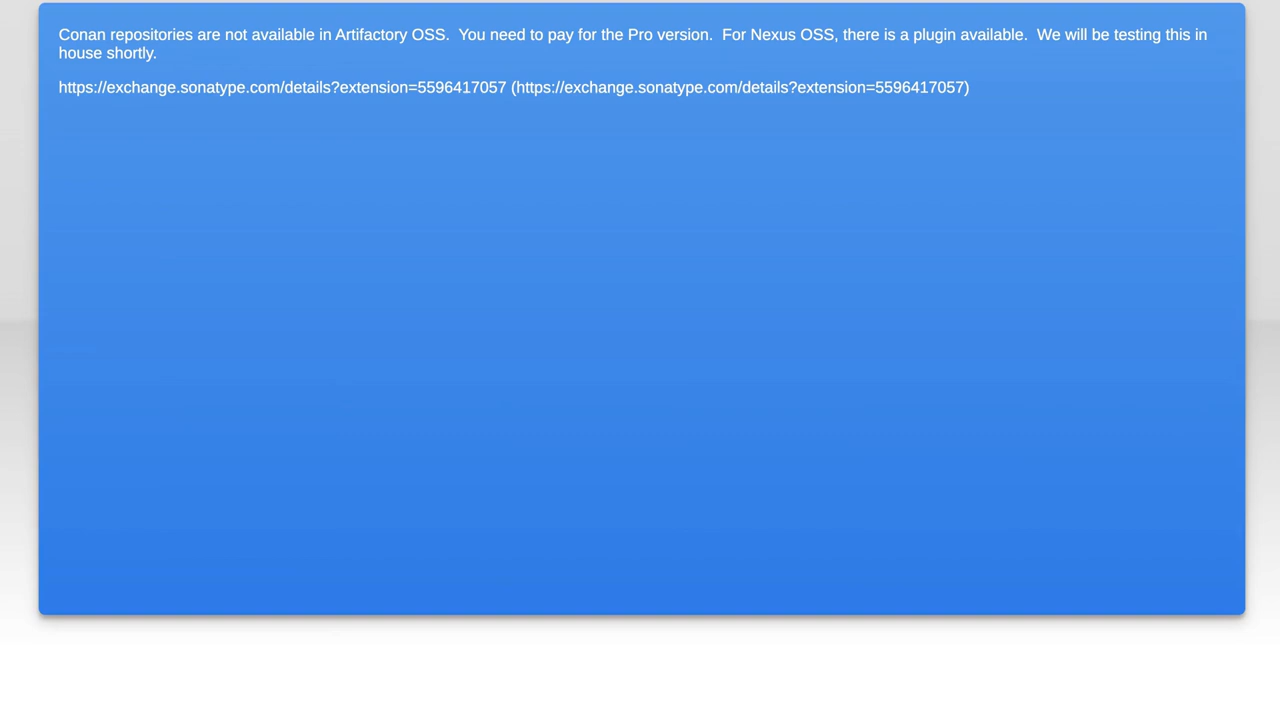 Conan repositories are not available in Artifactory OSS.  You need to pay for the Pro version.  For Nexus OSS, there is a plugin available.  We will be testing this in
house shortly.
https://exchange.sonatype.com/details?extension=5596417057 (https://exchange.sonatype.com/details?extension=5596417057)